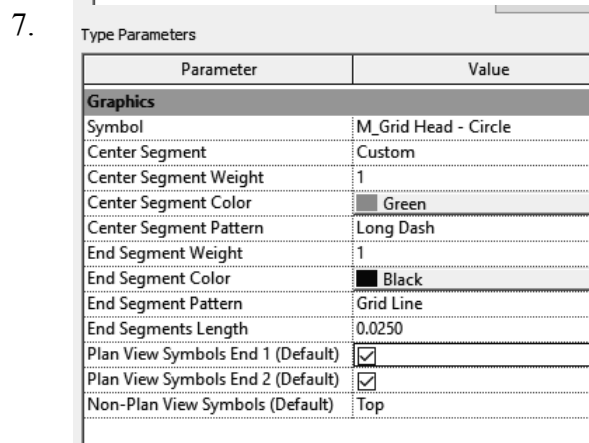 7.
Type Parameters
Parameter Value
Graphics
Symbol M_Grid Head - Circle
Center Segment Custom
Center Segment Weight 1
Center Segment Color Green
Center Segment Pattern Long Dash
End Segment Weight 1
End Segment Color Black
End Segment Pattern Grid Line
End Segments Length 0.0250
Plan View Symbols End 1 (Default)
Plan View Symbols End 2 (Default)
Non-Plan View Symbols (Default) Top